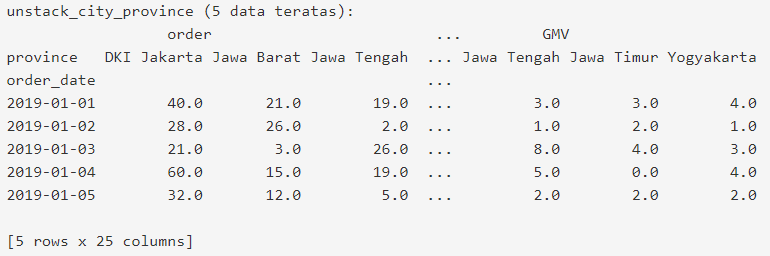 unstack_city_province (5 data teratas):
order ... GMV
province DKI Jakarta Jawa Barat Jawa Tengah ... Jawa Tengah Jawa Timur Yogyakarta
order_date ...
2019-01-01 40.0 21.0 19.0 ... 3.0 3.0 4.0
2019-01-02 28.0 26.0 2.0 ... 1.0 2.0 1.0
2019-01-03 21.0 3.0 26.0 ... 8.0 4.0 3.0
2019-01-04 60.0 15.0 19.0 ... 5.0 0.0 4.0
2019-01-05 32.0 12.0 5.0 ... 2.0 2.0 2.0
[5 rows x 25 columns]